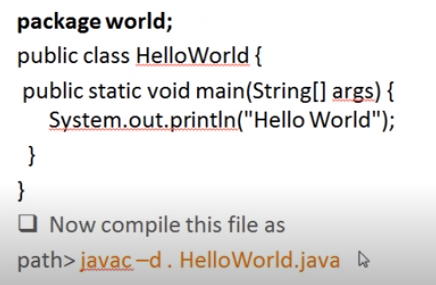 package world;
public class HelloWorld {
public static void main(String[] args) {
System.out.println("Hello World");
}
}
❑ Now compile this file as
path> javac –d . HelloWorld.java